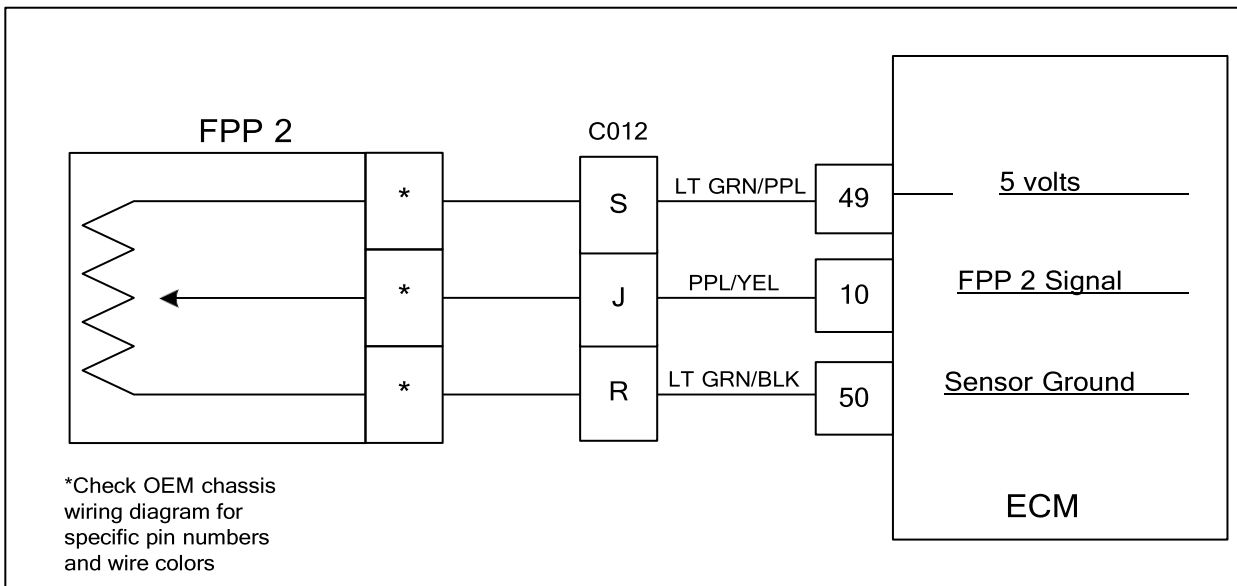 FPP 2
C012
*
S
LT GRN/PPL
49
5 volts
*
J
PPL/YEL
10
FPP 2 Signal
*
R
LT GRN/BLK
50
Sensor Ground
ECM
*Check OEM chassis
wiring diagram for
specific pin numbers
and wire colors